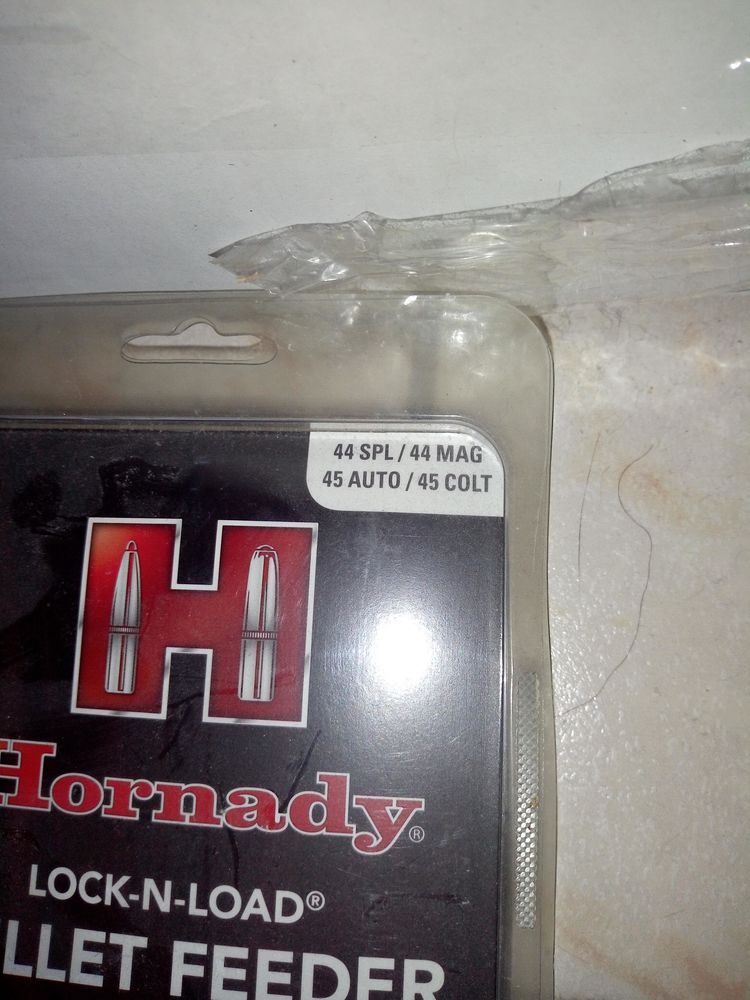 44 SPL / 44 MAG
45 AUTO / 45 COLT
H
Hornady®
LOCK-N-LOAD®
LLET FEEDER